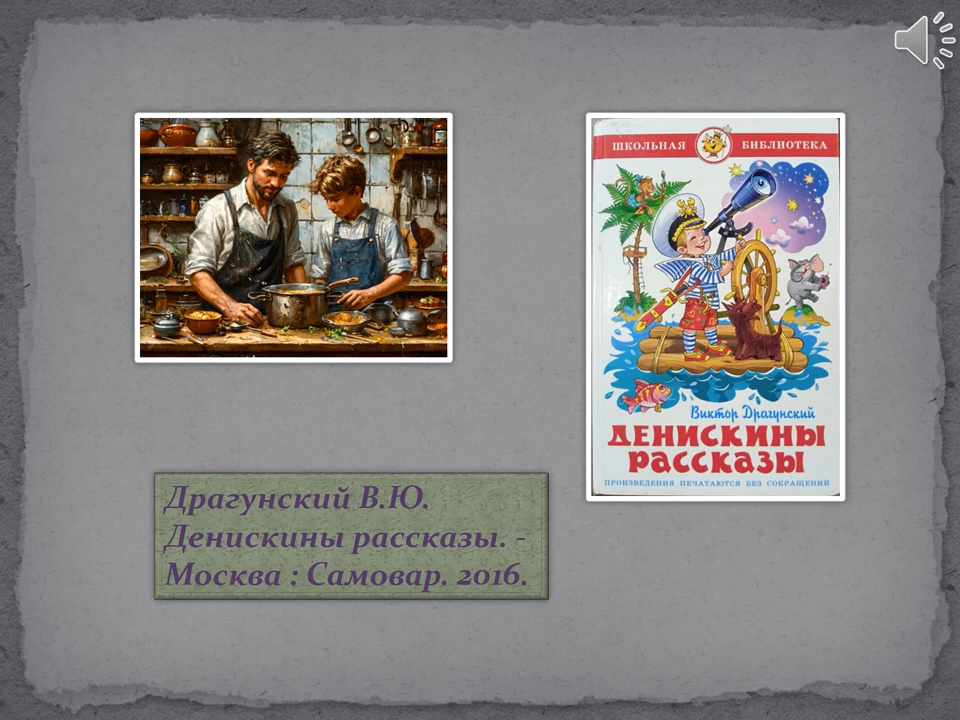 ШКОЛЬНАЯ БИБЛИОТЕКА
Виктор Драгунский
ДЕНИСКИНЫ
РАССКАЗЫ
ПРОИЗВЕДЕНИЯ ПЕЧАТАЮТСЯ БЕЗ СОКРАЩЕНИЙ
Драгунский В.Ю.
Денискины рассказы. -
Москва : Самовар. 2016.